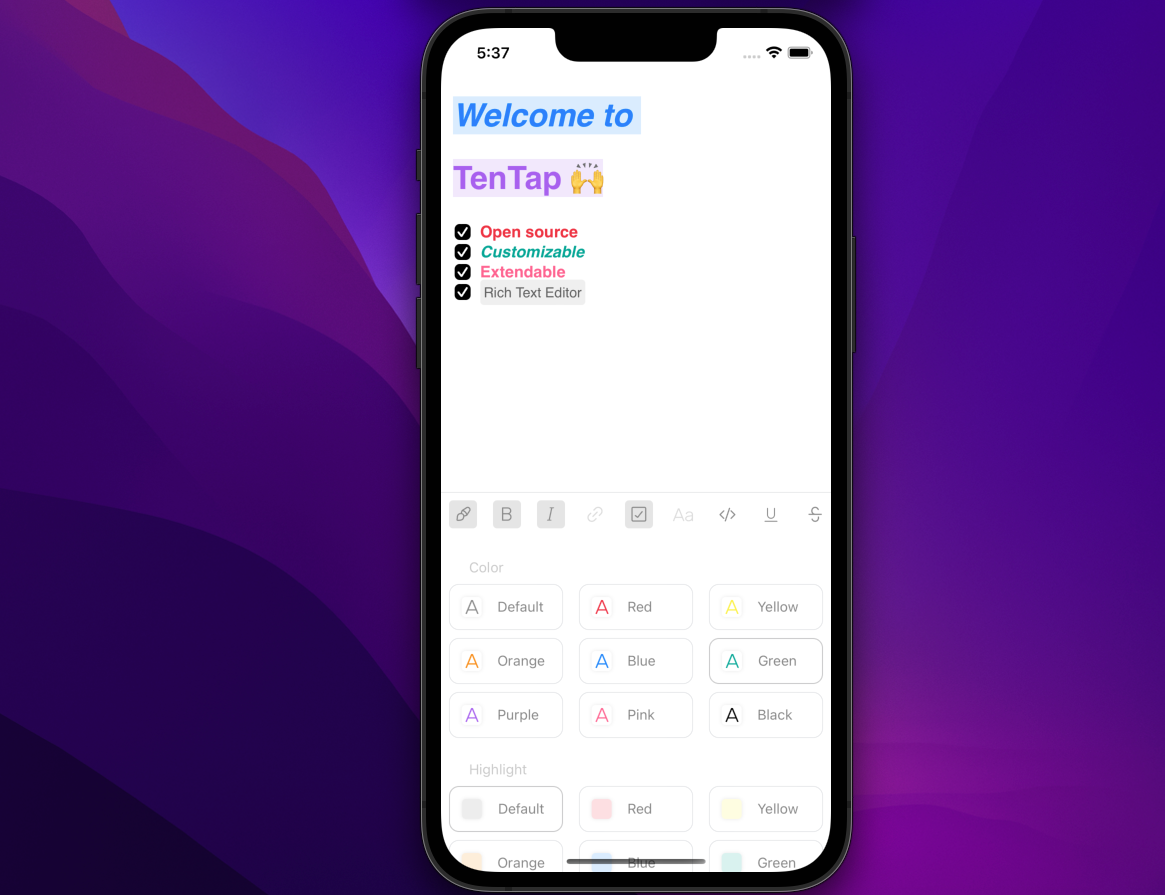 5:37
Welcome to
TenTap 🙌
Open source
Customizable
Extendable
Rich Text Editor
B I Aa </> U S
Color
A Default A Red A Yellow
A Orange A Blue A Green
A Purple A Pink A Black
Highlight
Default Red Yellow
Orange Blue Green